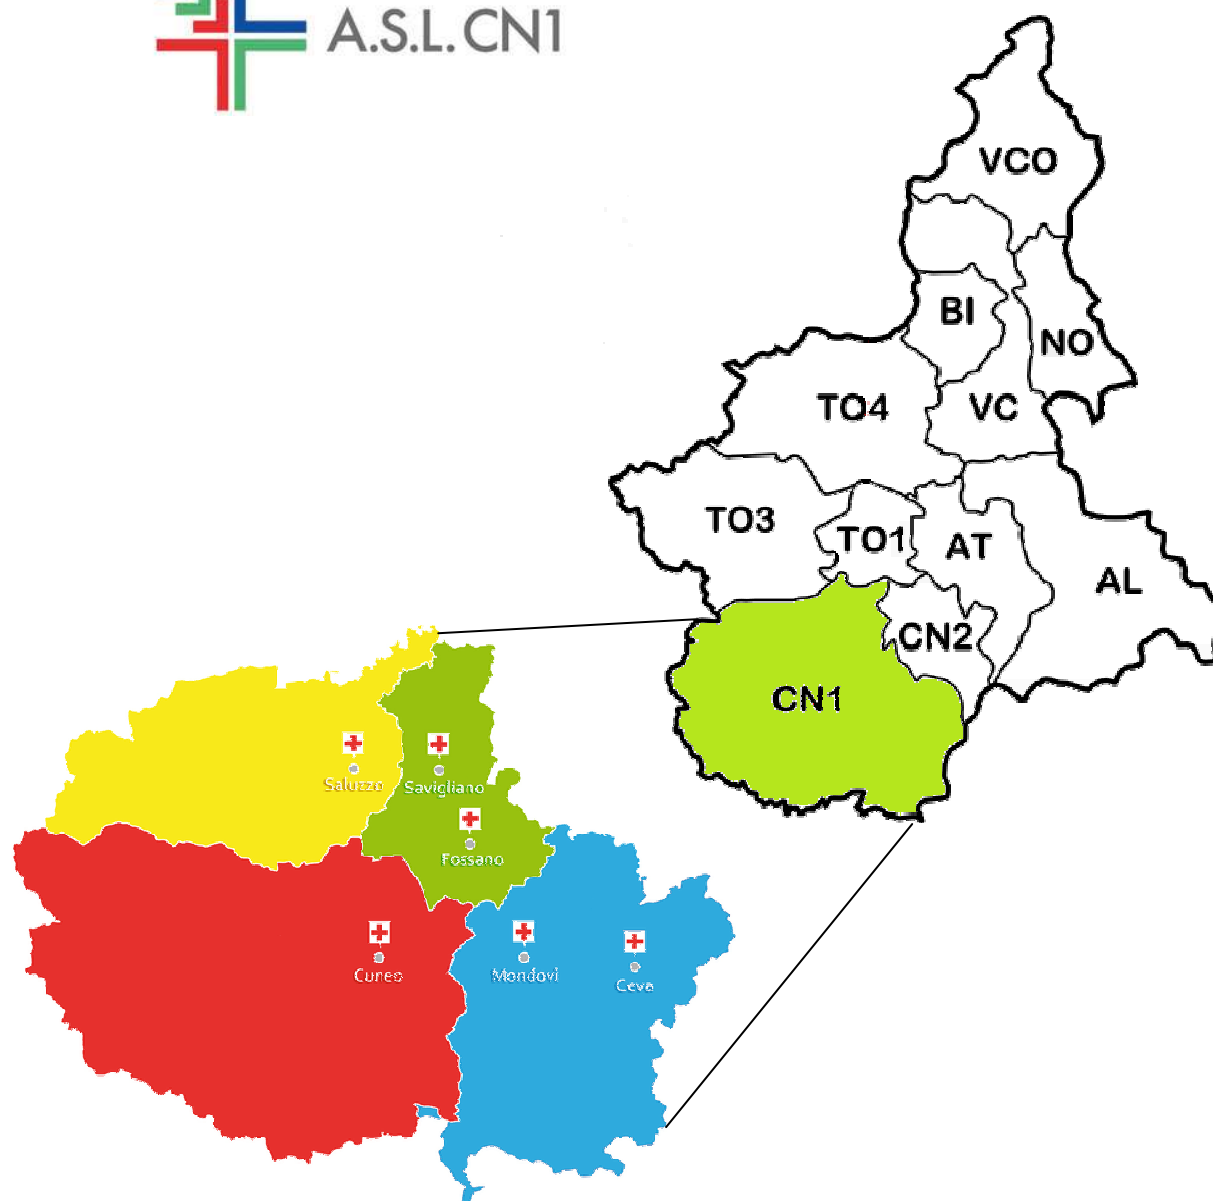 A.S.L. CN1
VCO
BI
NO
TO4
VC
TO3
TO1
AT
AL
CN2
CN1
Saluzzo
Savigliano
Fossano
Cuneo
Mondovì
Ceva